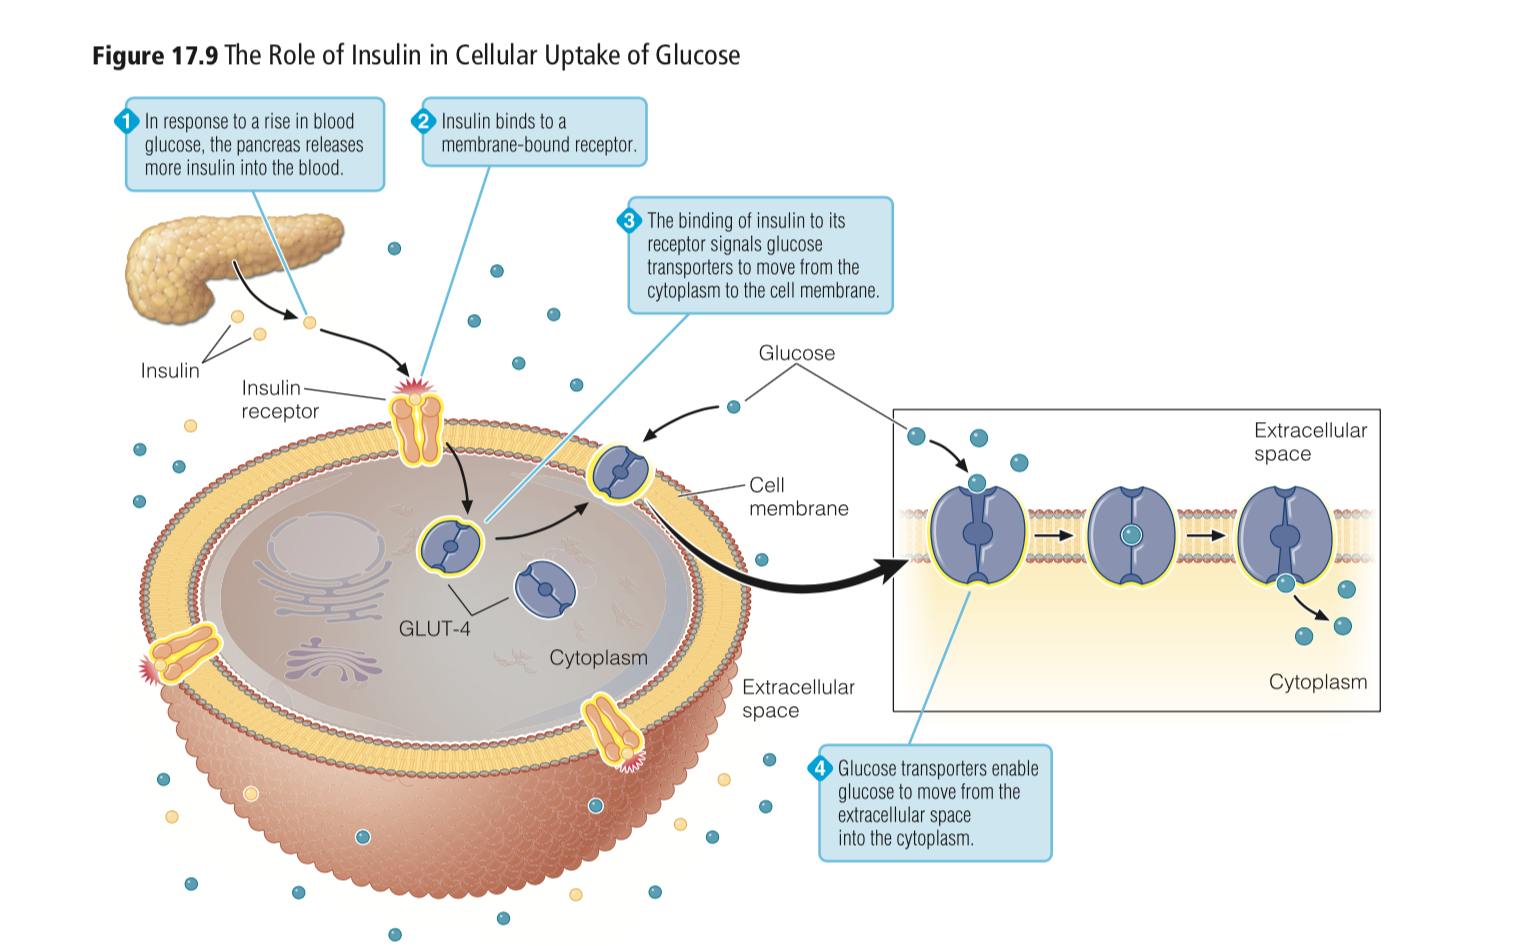 Figure 17.9 The Role of Insulin in Cellular Uptake of Glucose
1 In response to a rise in blood
glucose, the pancreas releases
more insulin into the blood.
2 Insulin binds to a
membrane-bound receptor.
3 The binding of insulin to its
receptor signals glucose
transporters to move from the
cytoplasm to the cell membrane.
Insulin
Insulin
receptor
Glucose
Cell
membrane
Extracellular
space
GLUT-4
Cytoplasm
Extracellular
space
Cytoplasm
4 Glucose transporters enable
glucose to move from the
extracellular space
into the cytoplasm.